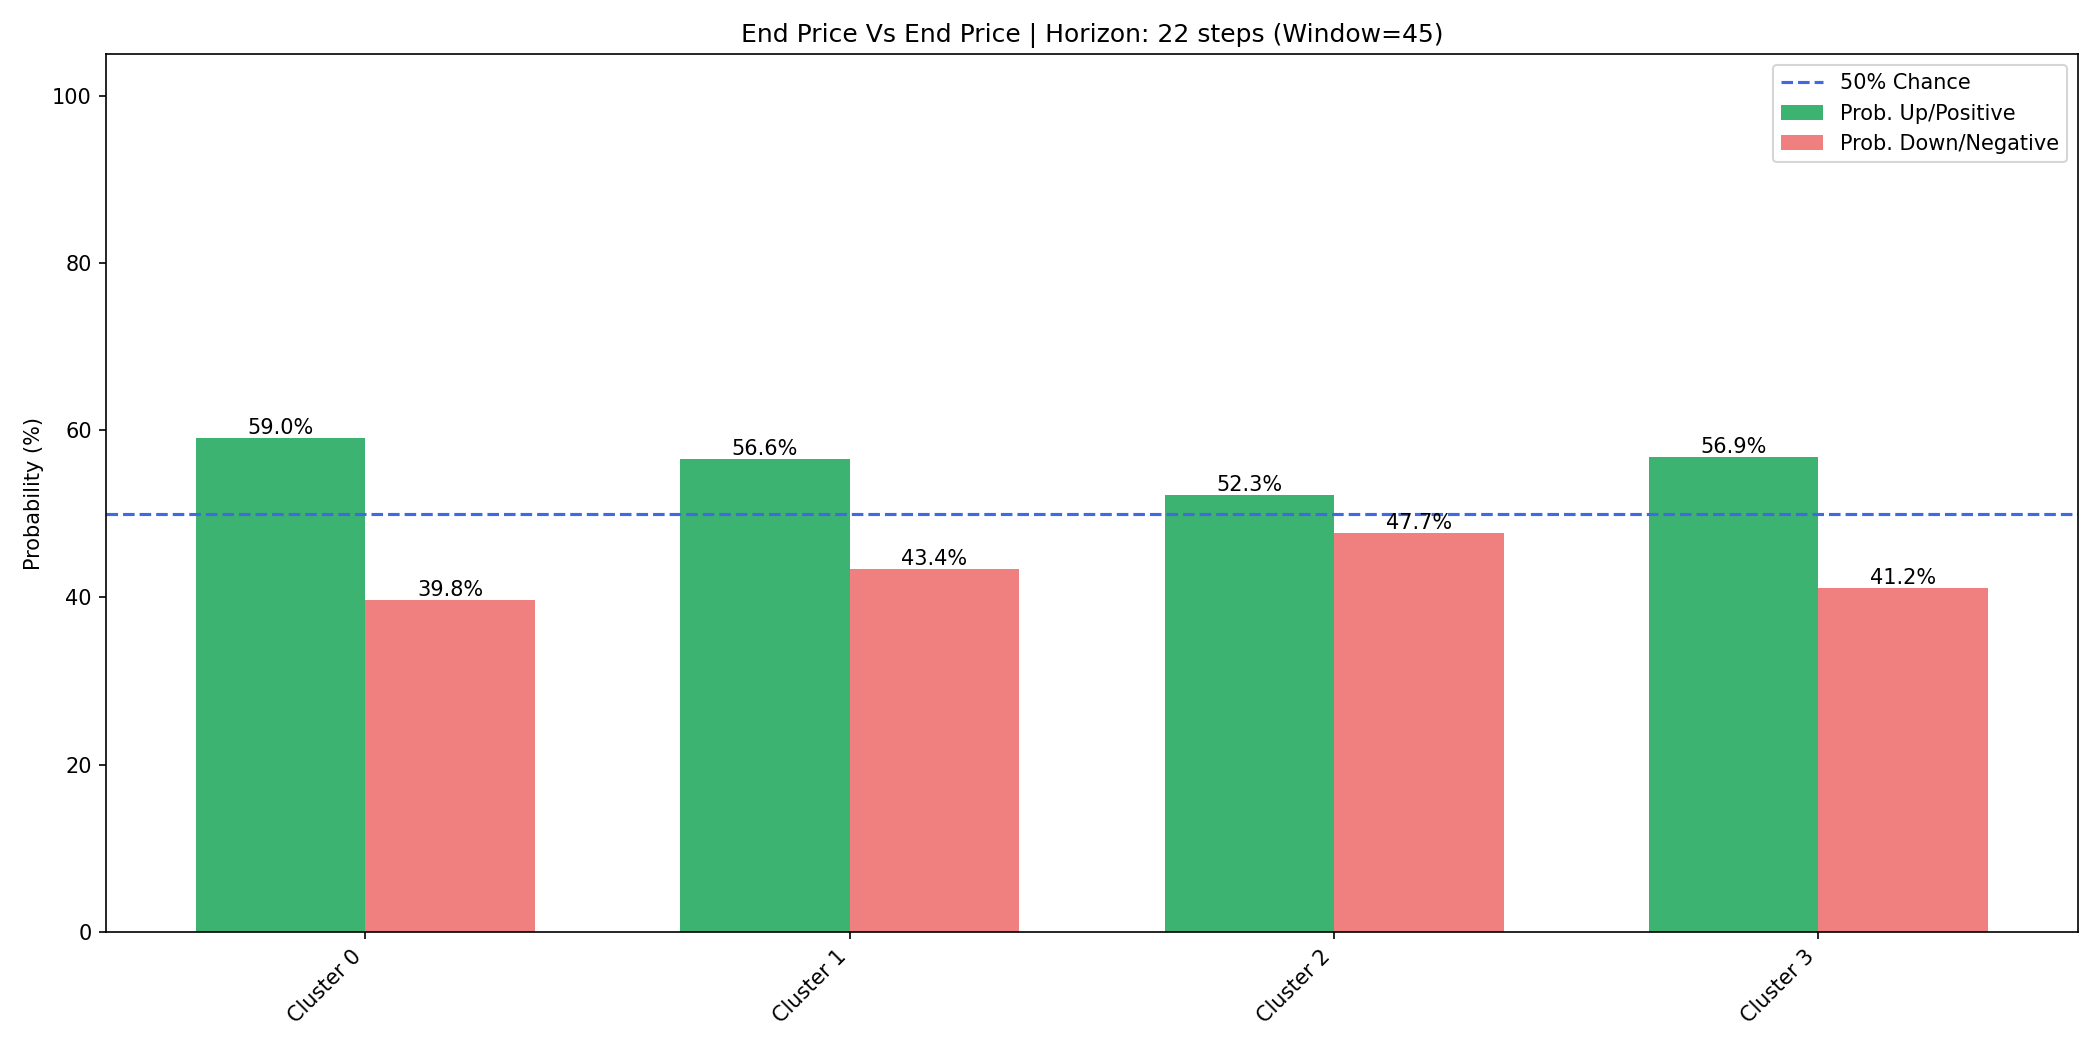 End Price Vs End Price | Horizon: 22 steps (Window=45)
50% Chance
Prob. Up/Positive
Prob. Down/Negative
Probability (%)
100
80
60
40
20
0
59.0%
39.8%
56.6%
43.4%
52.3%
47.7%
56.9%
41.2%
Cluster 0
Cluster 1
Cluster 2
Cluster 3